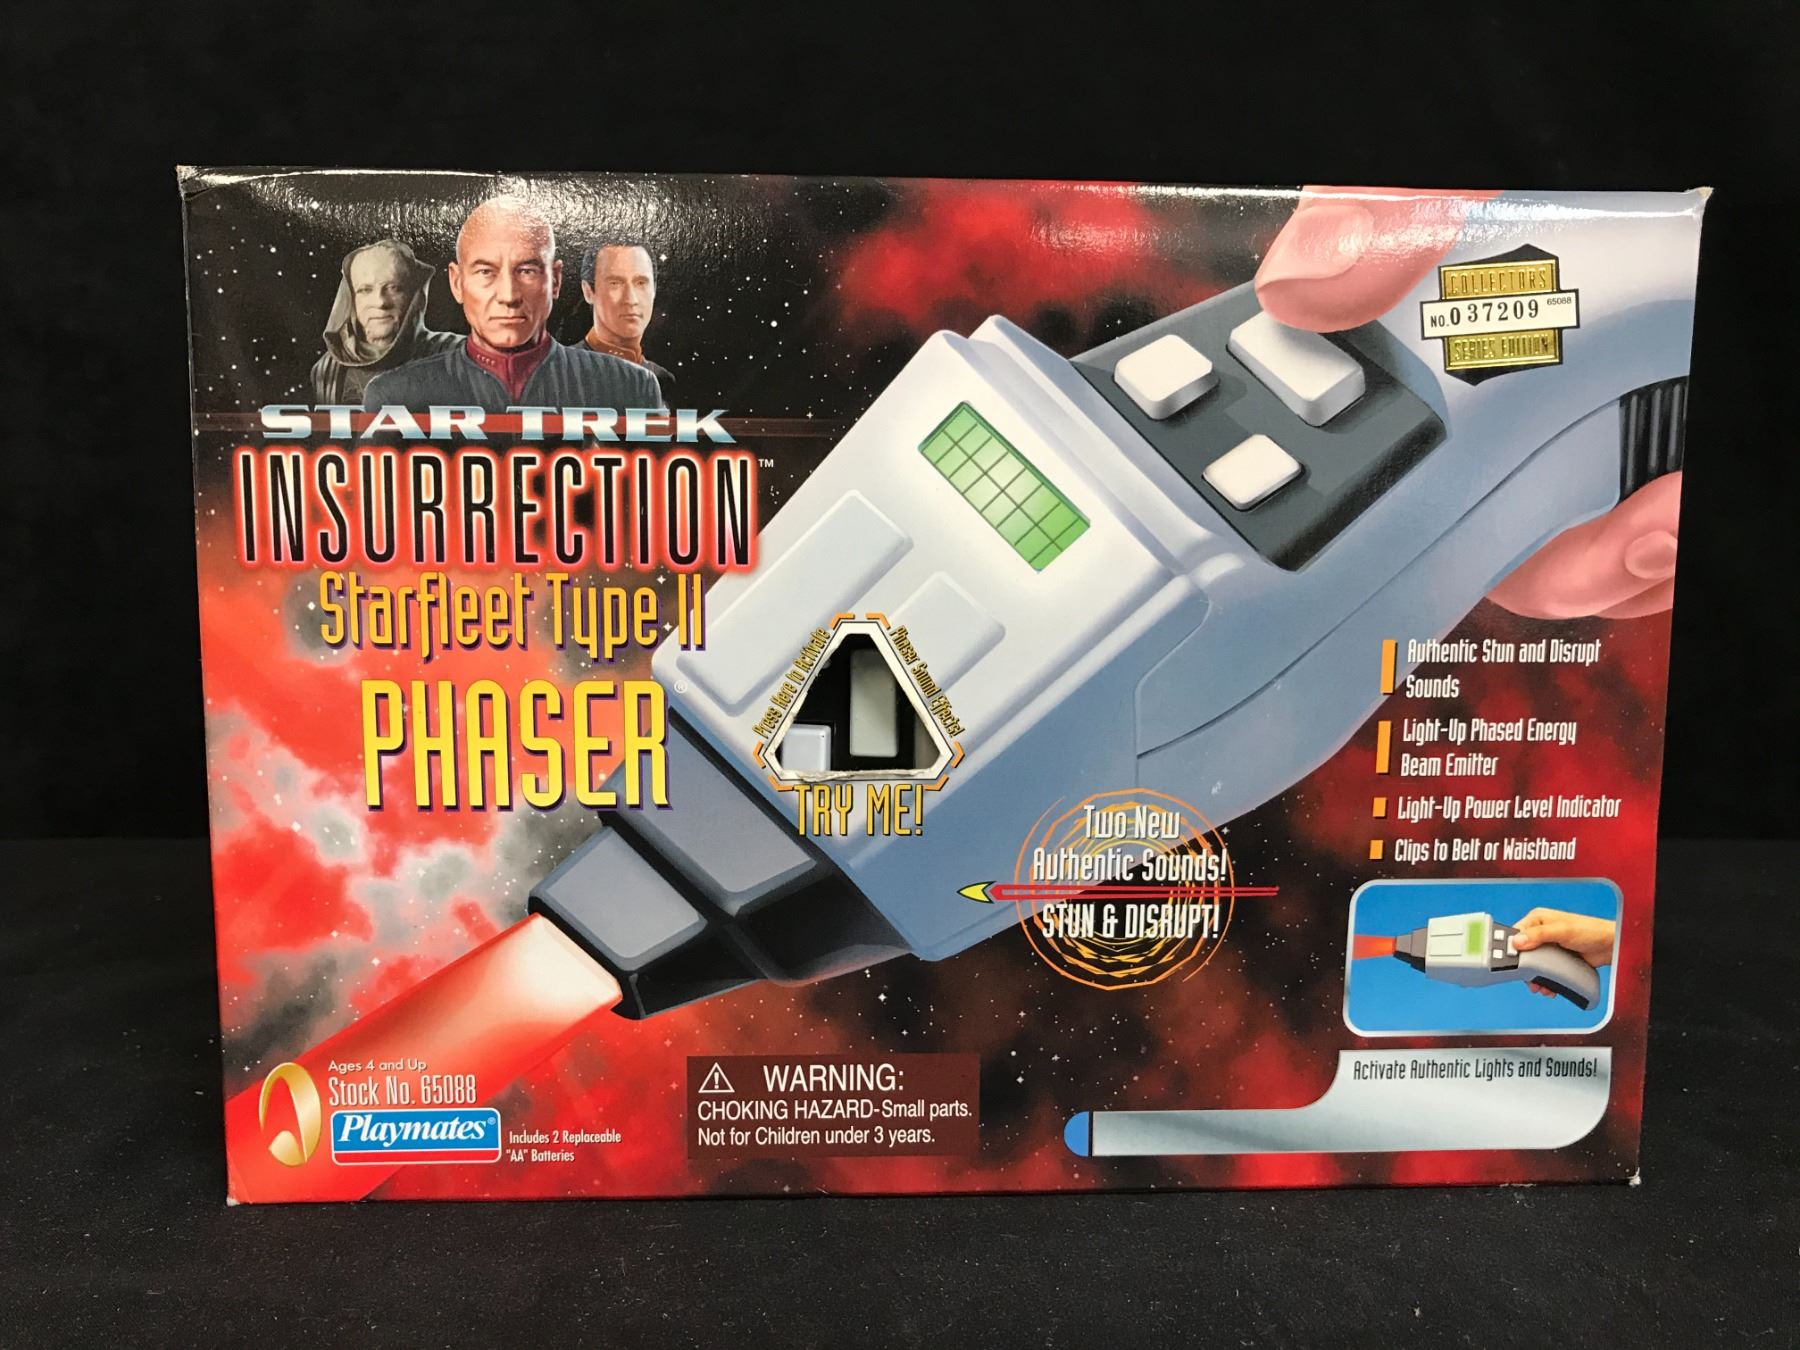 STAR TREK
INSURRECTION™
Starfleet Type II
PHASER®
COLLECTORS
NO. 037209 65088
SERIES EDITION
Press Here to Activate
Phaser Sound Effects!
TRY ME!
Two New
Authentic Sounds!
STUN & DISRUPT!
Authentic Stun and Disrupt
Sounds
Light-Up Phased Energy
Beam Emitter
Light-Up Power Level Indicator
Clips to Belt or Waistband
Activate Authentic Lights and Sounds!
Ages 4 and Up
Stock No. 65088
Playmates®
Includes 2 Replaceable
"AA" Batteries
WARNING:
CHOKING HAZARD-Small parts.
Not for Children under 3 years.